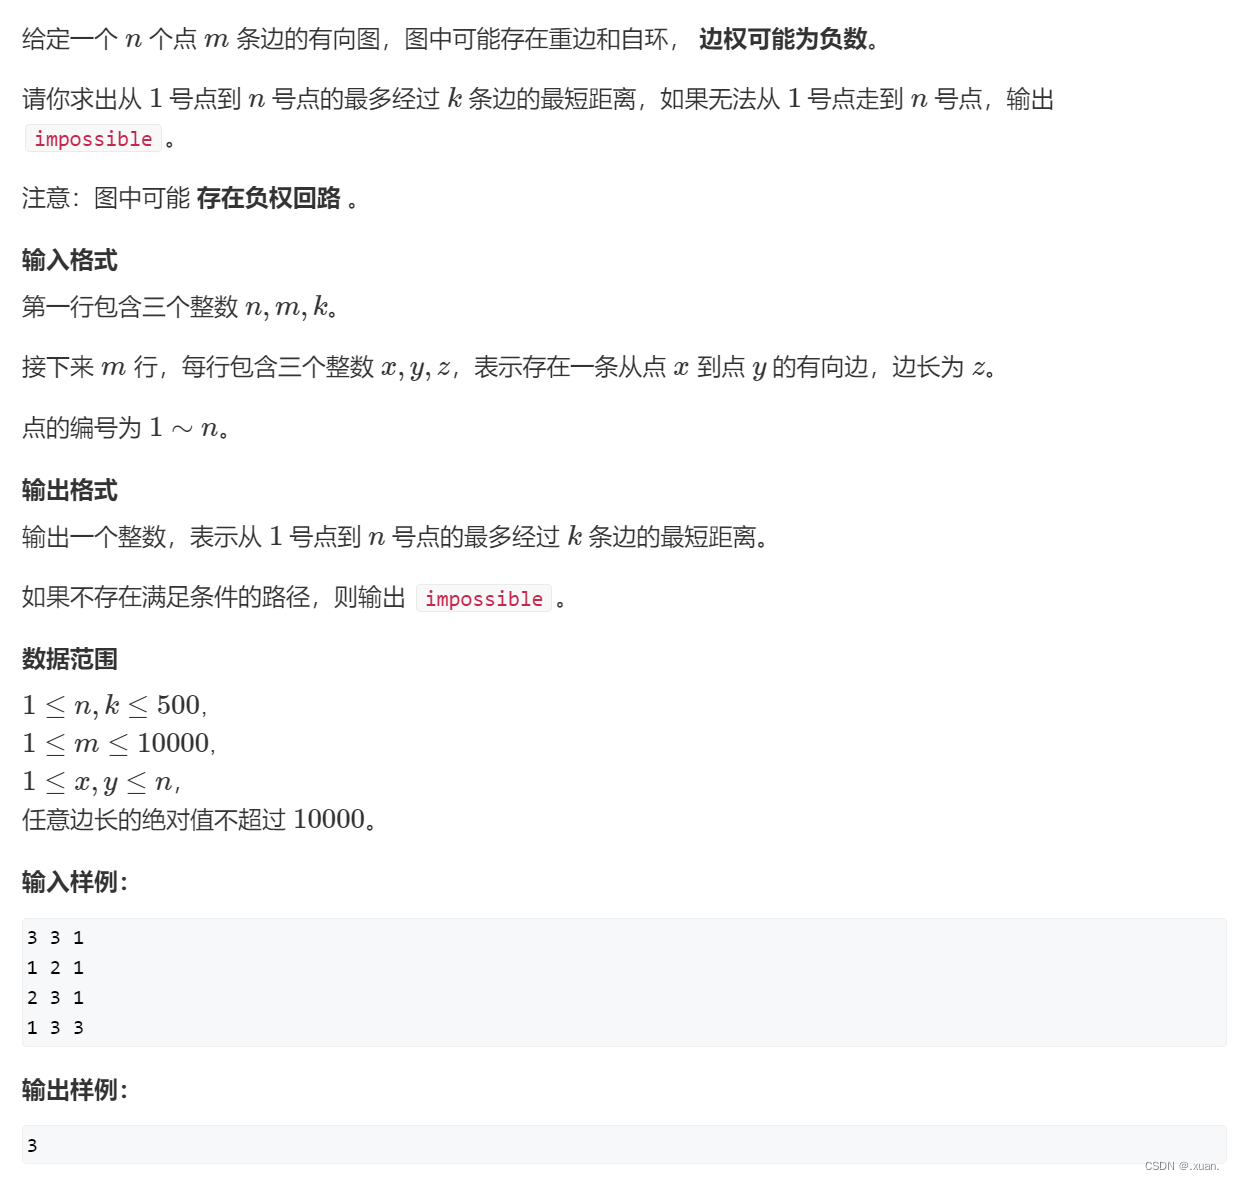 给定一个 n 个点 m 条边的有向图，图中可能存在重边和自环， 边权可能为负数。
请你求出从 1 号点到 n 号点的最多经过 k 条边的最短距离，如果无法从 1 号点走到 n 号点，输出
impossible 。
注意：图中可能 存在负权回路 。
输入格式
第一行包含三个整数 n, m, k。
接下来 m 行，每行包含三个整数 x, y, z，表示存在一条从点 x 到点 y 的有向边，边长为 z。
点的编号为 1 ∼ n。
输出格式
输出一个整数，表示从 1 号点到 n 号点的最多经过 k 条边的最短距离。
如果不存在满足条件的路径，则输出 impossible 。
数据范围
1 ≤ n, k ≤ 500,
1 ≤ m ≤ 10000,
1 ≤ x, y ≤ n，
任意边长的绝对值不超过 10000。
输入样例：
3 3 1
1 2 1
2 3 1
1 3 3
输出样例：
3
CSDN @.xuan.